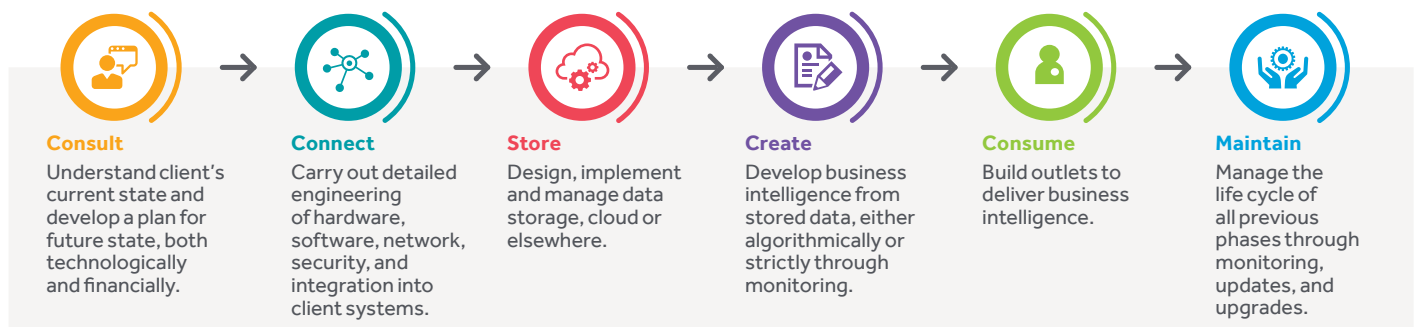 Consult
Understand client's
current state and
develop a plan for
future state, both
technologically
and financially.
Connect
Carry out detailed
engineering
of hardware,
software, network,
security, and
integration into
client systems.
Store
Design, implement
and manage data
storage, cloud or
elsewhere.
Create
Develop business
intelligence from
stored data, either
algorithmically or
strictly through
monitoring.
Consume
Build outlets to
deliver business
intelligence.
Maintain
Manage the
life cycle of
all previous
phases through
monitoring,
updates, and
upgrades.